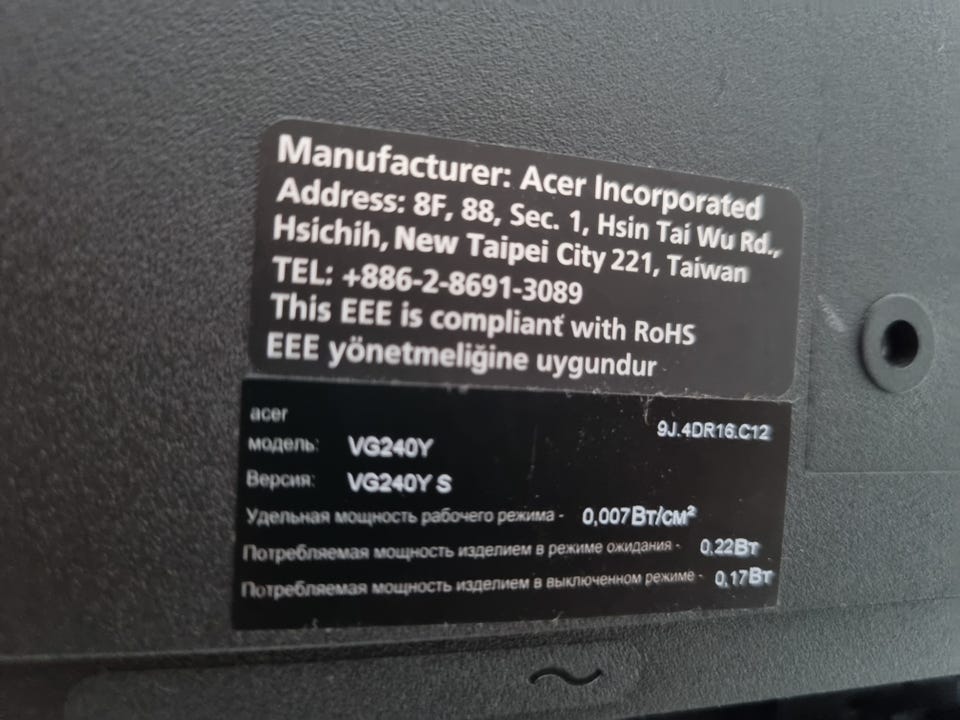 Manufacturer: Acer Incorporated
Address: 8F, 88, Sec. 1, Hsin Tai Wu Rd.,
Hsichih, New Taipei City 221, Taiwan
TEL: +886-2-8691-3089
This EEE is compliant with RoHS
EEE yönetmeliğine uygundur
acer 9J.4DR16.C12
модель: VG240Y
Версия: VG240Y S
Удельная мощность рабочего режима - 0,007Вт/см²
Потребляемая мощность изделием в режиме ожидания - 0.22Вт
Потребляемая мощность изделием в выключенном режиме - 0,17Вт